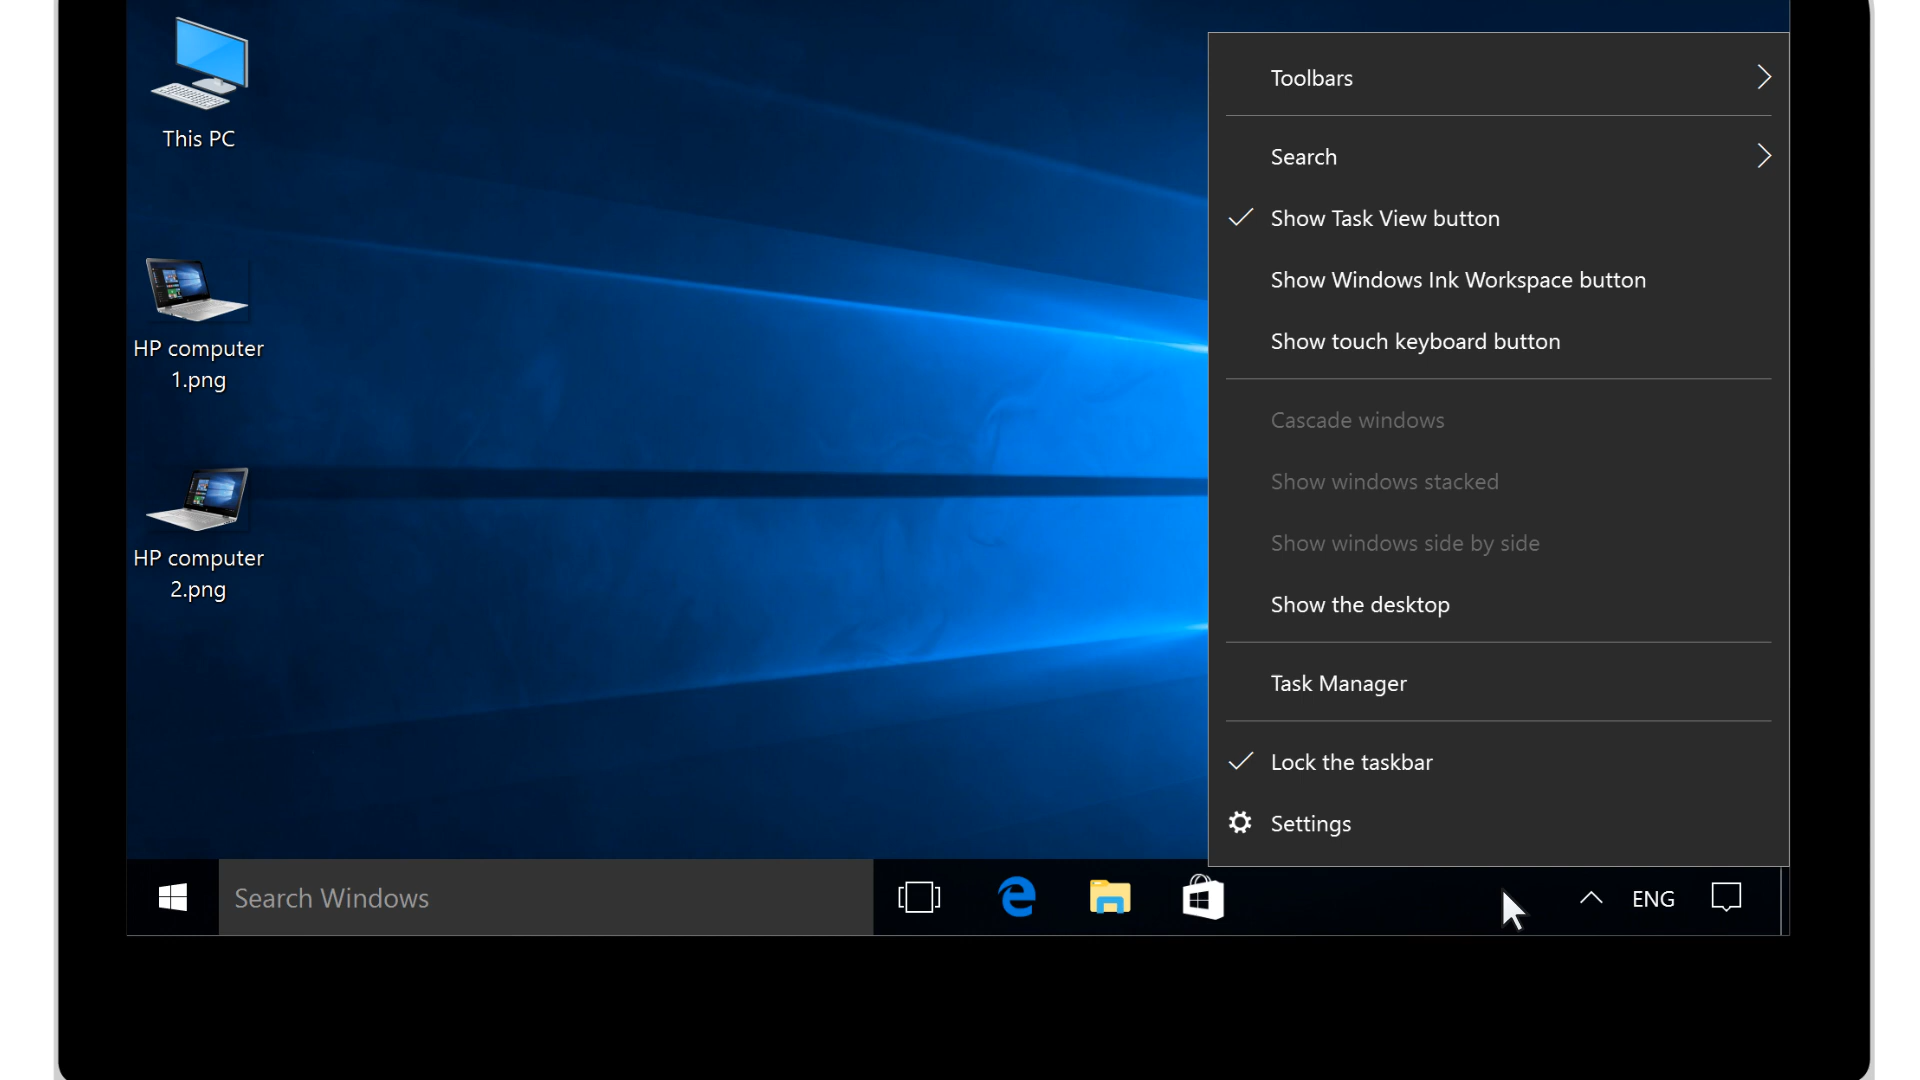 This PC
HP computer
1.png
HP computer
2.png
Toolbars
Search
Show Task View button
Show Windows Ink Workspace button
Show touch keyboard button
Cascade windows
Show windows stacked
Show windows side by side
Show the desktop
Task Manager
Lock the taskbar
Settings
Search Windows
ENG